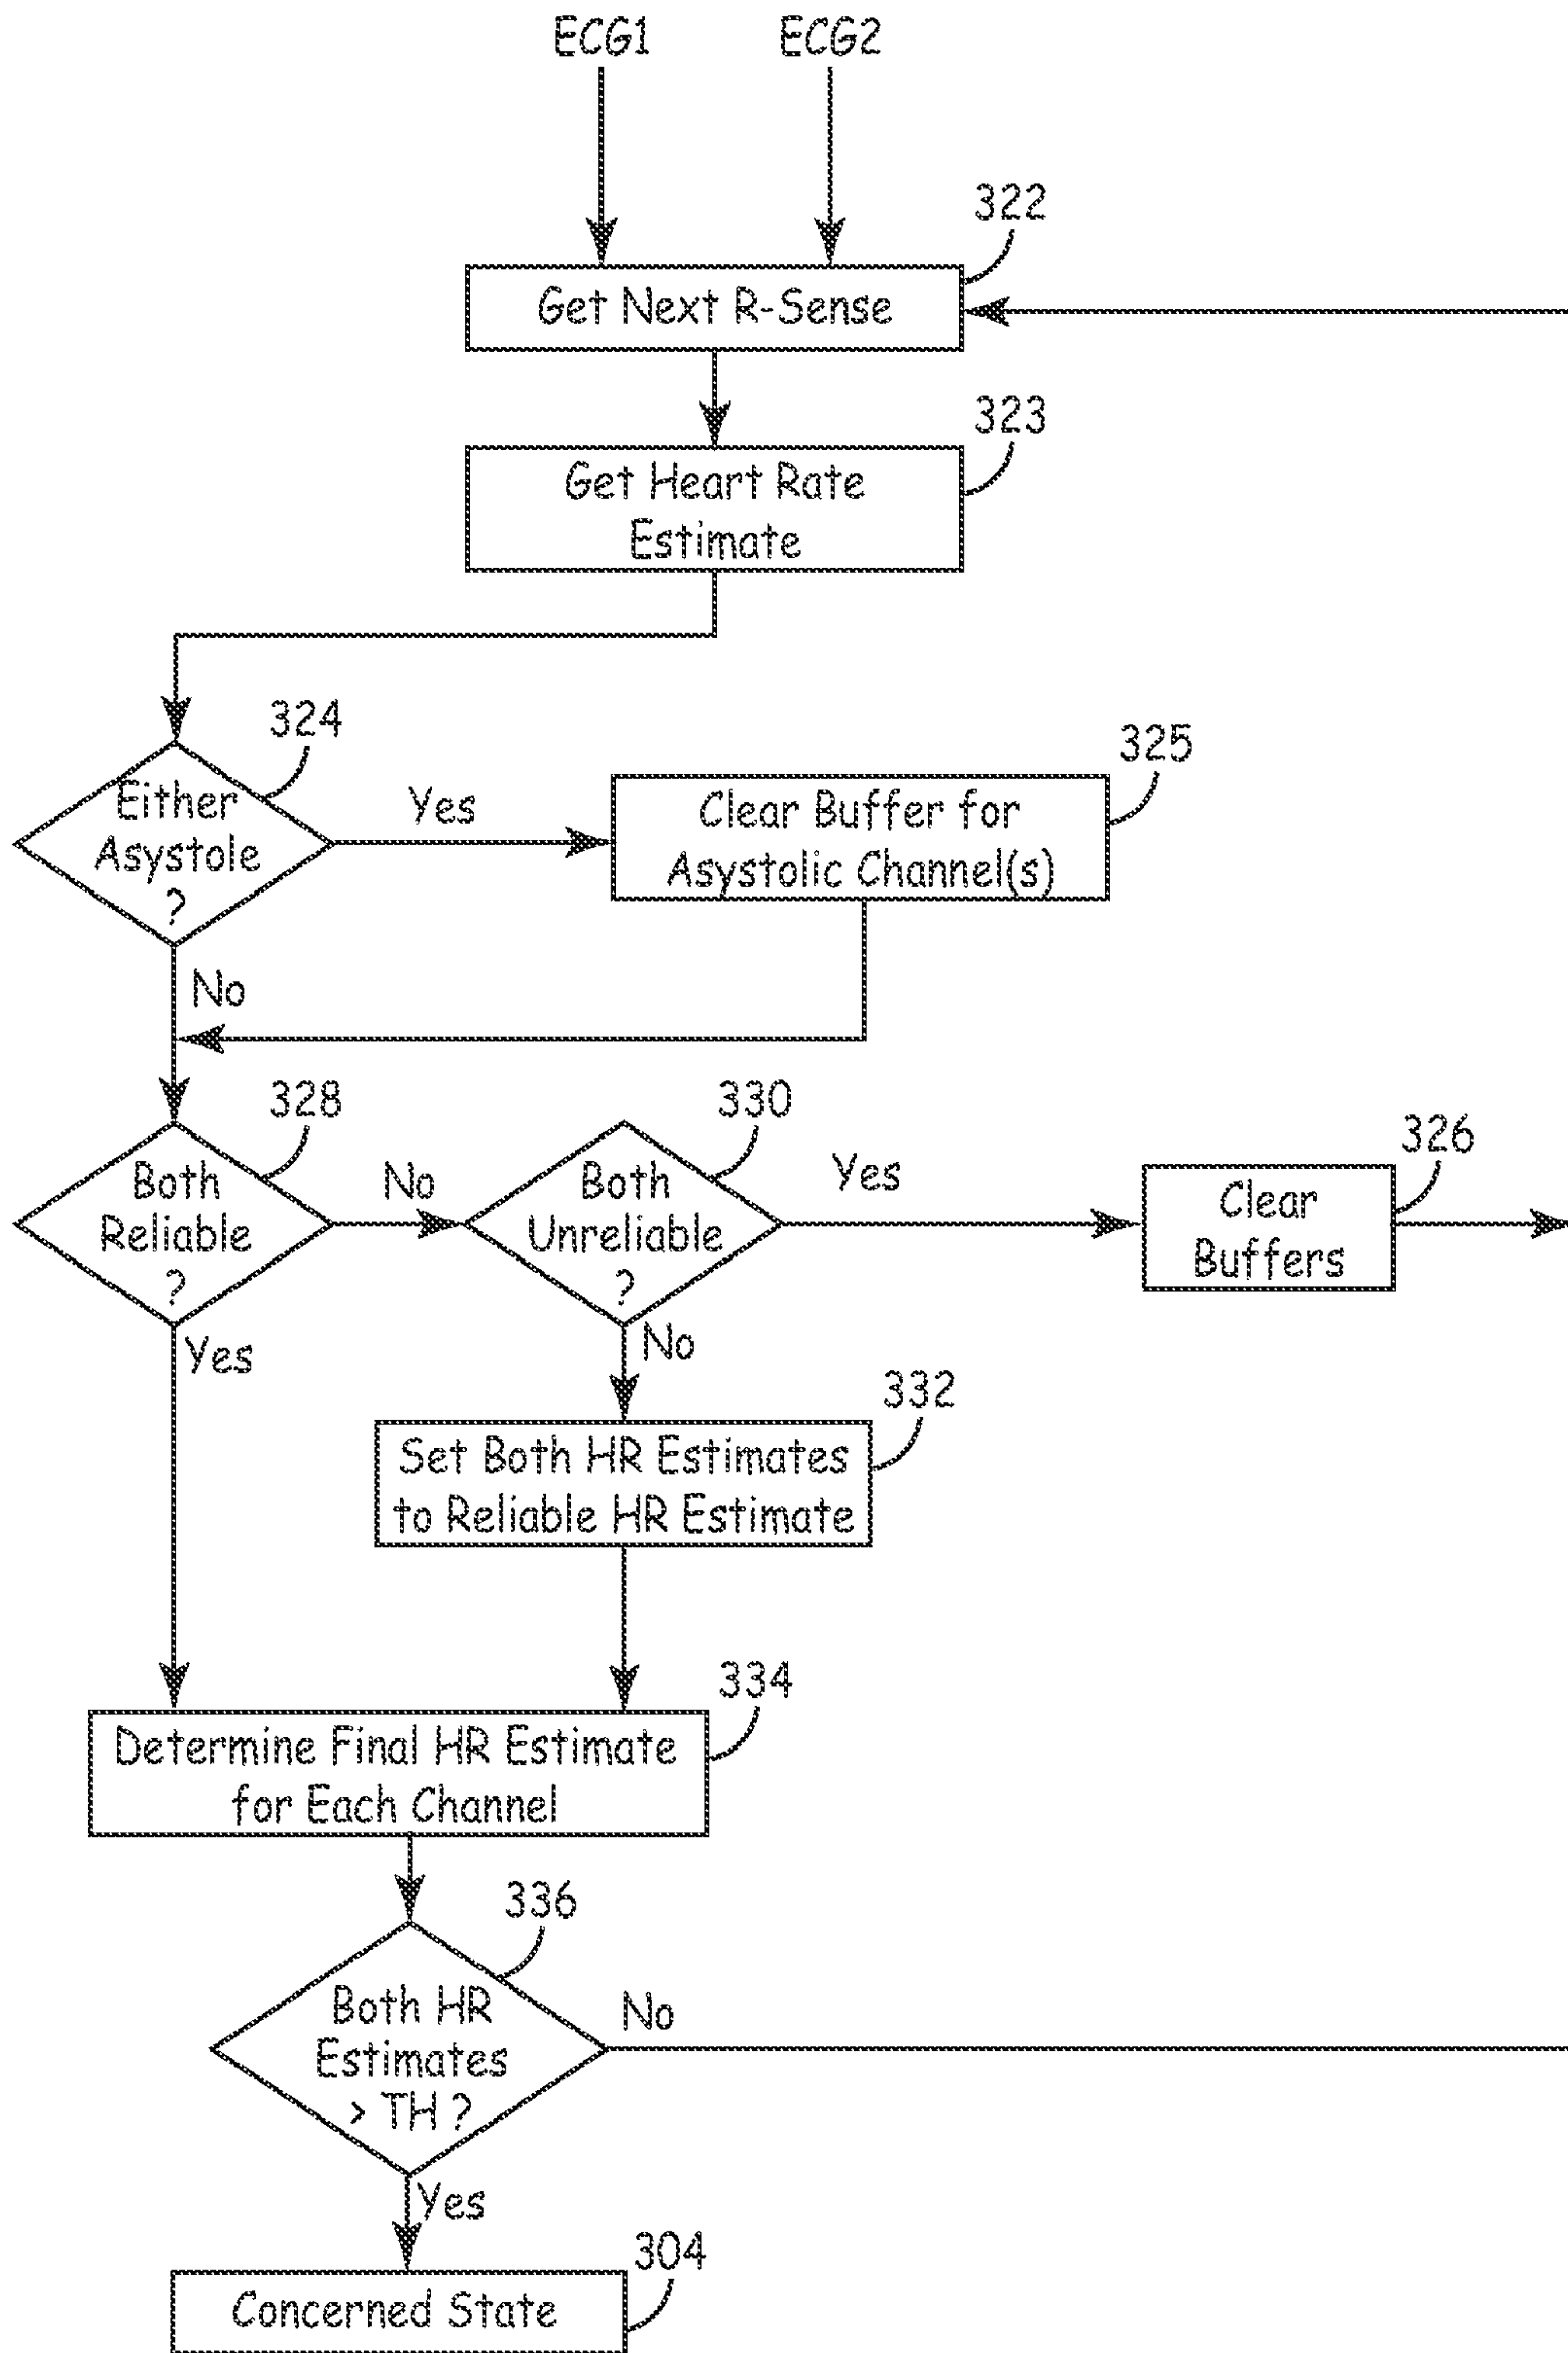 ECG1
ECG2
322
Get Next R-Sense
323
Get Heart Rate
Estimate
324
Either
Asystole
?
Yes
325
Clear Buffer for
Asystolic Channel(s)
No
328
Both
Reliable
?
No
330
Both
Unreliable
?
Yes
326
Clear
Buffers
Yes
No
332
Set Both HR Estimates
to Reliable HR Estimate
334
Determine Final HR Estimate
for Each Channel
336
Both HR
Estimates
> TH ?
No
Yes
304
Concerned State